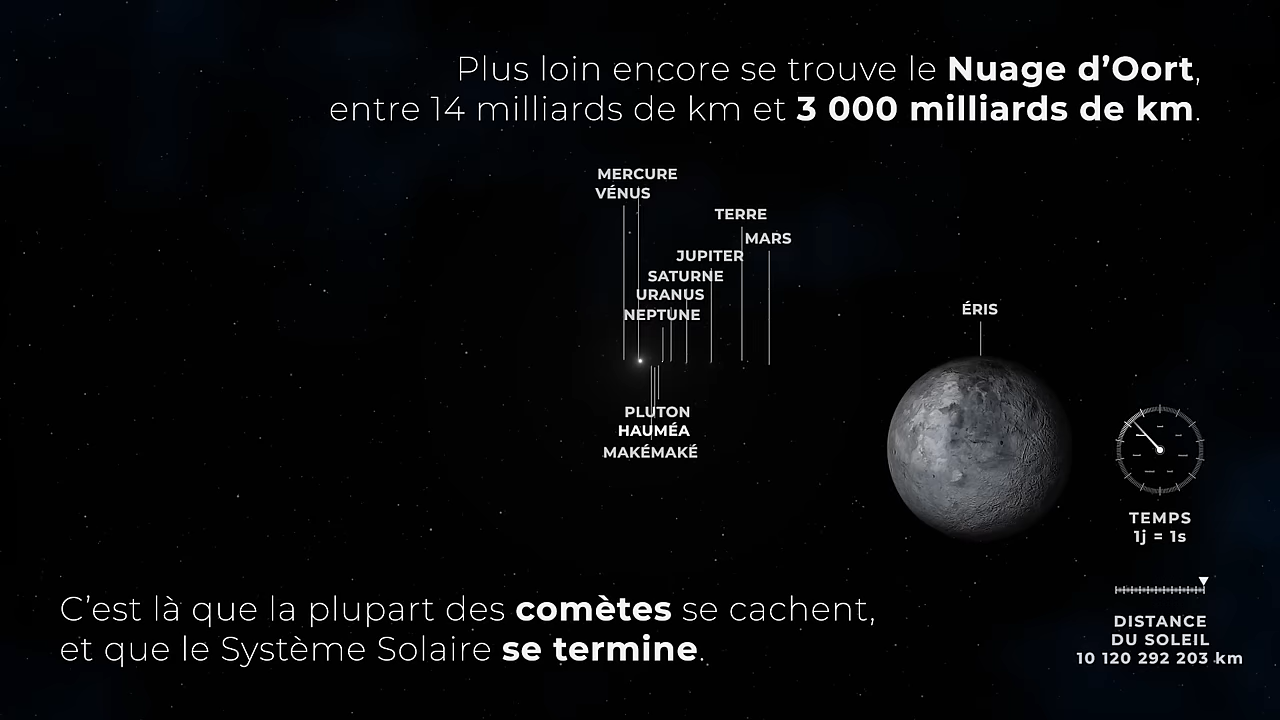 Plus loin encore se trouve le Nuage d’Oort,
entre 14 milliards de km et 3 000 milliards de km.
MERCURE
VÉNUS
TERRE
MARS
JUPITER
SATURNE
URANUS
NEPTUNE
ÉRIS
PLUTON
HAUMÉA
MAKÉMAKÉ
TEMPS
1j = 1s
C’est là que la plupart des comètes se cachent,
et que le Système Solaire se termine.
DISTANCE
DU SOLEIL
10 120 292 203 km